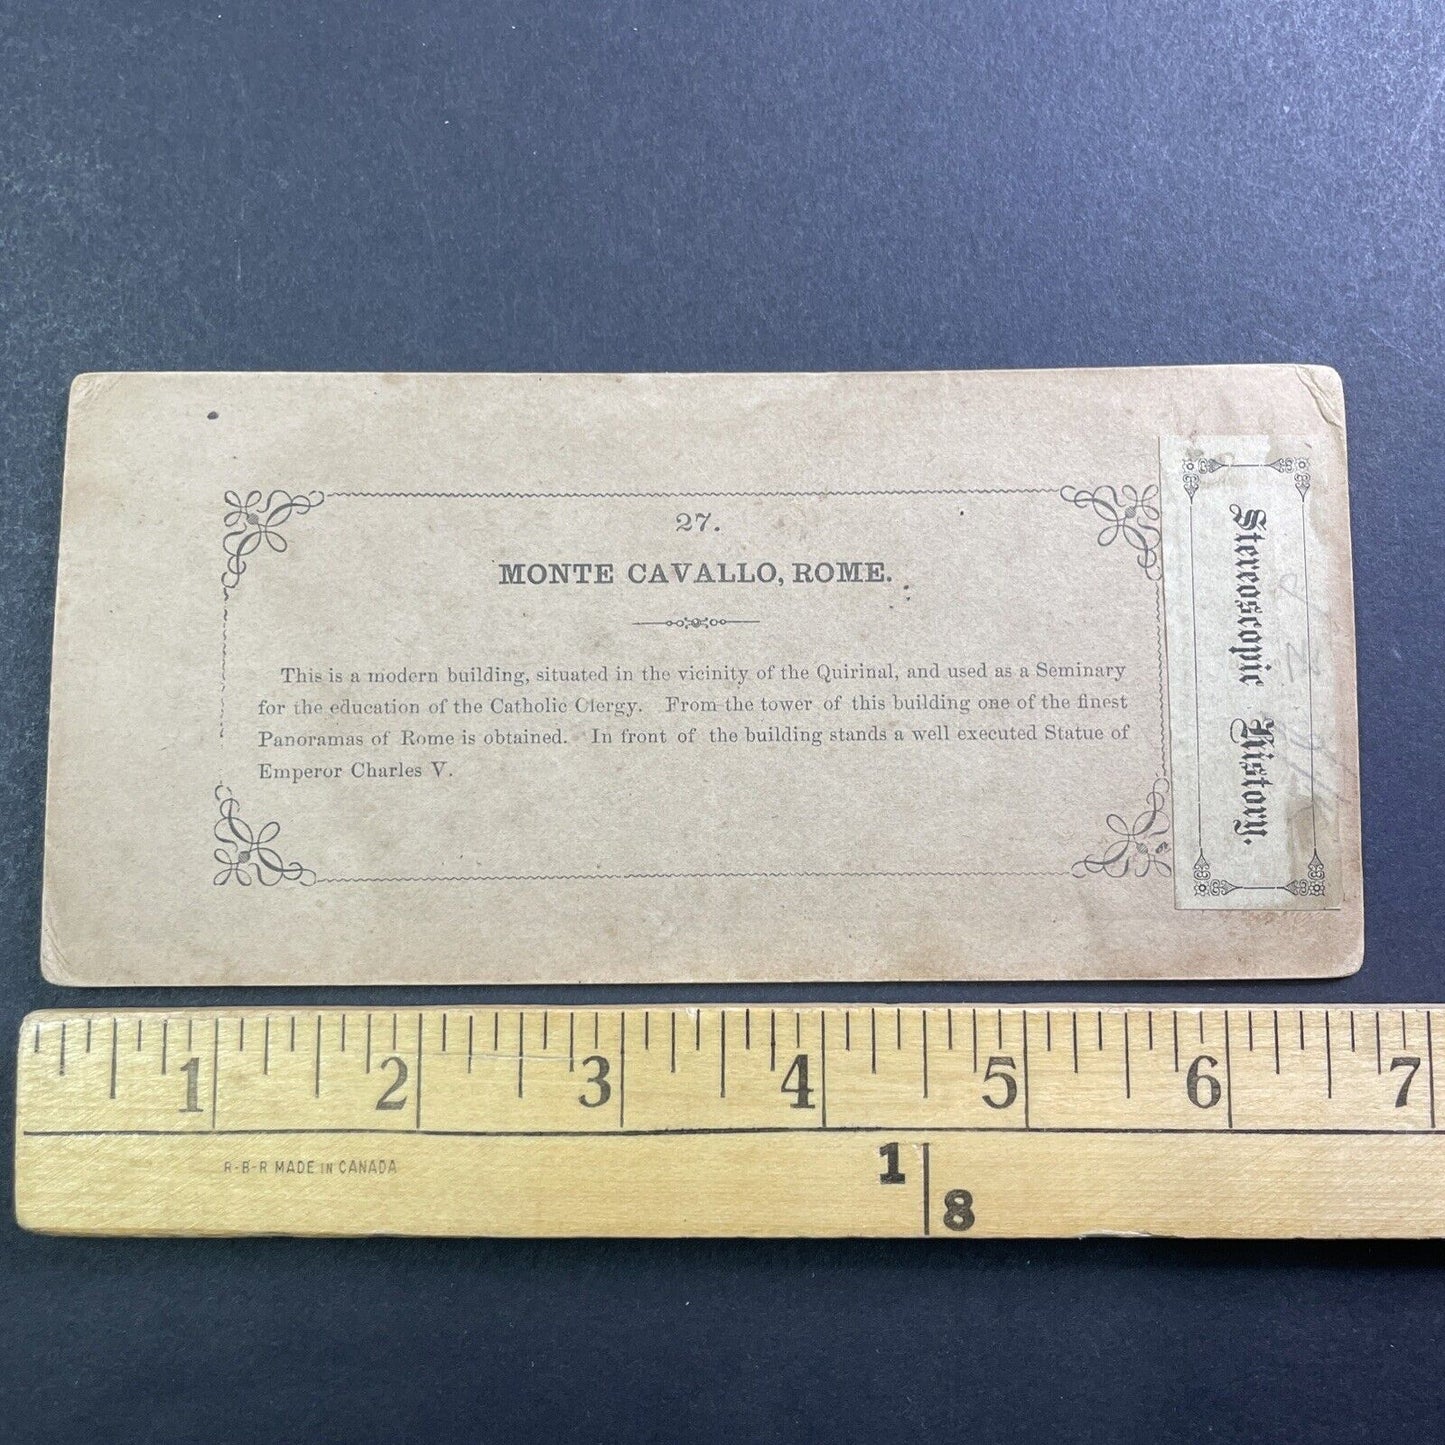 27.
MONTE CAVALLO, ROME.
This is a modern building, situated in the vicinity of the Quirinal, and used as a Seminary
for the education of the Catholic Clergy. From the tower of this building one of the finest
Panoramas of Rome is obtained. In front of the building stands a well executed Statue of
Emperor Charles V.
Stereoscopic History.
1 2 3 4 5 6 7
R-B-R MADE IN CANADA
1
8